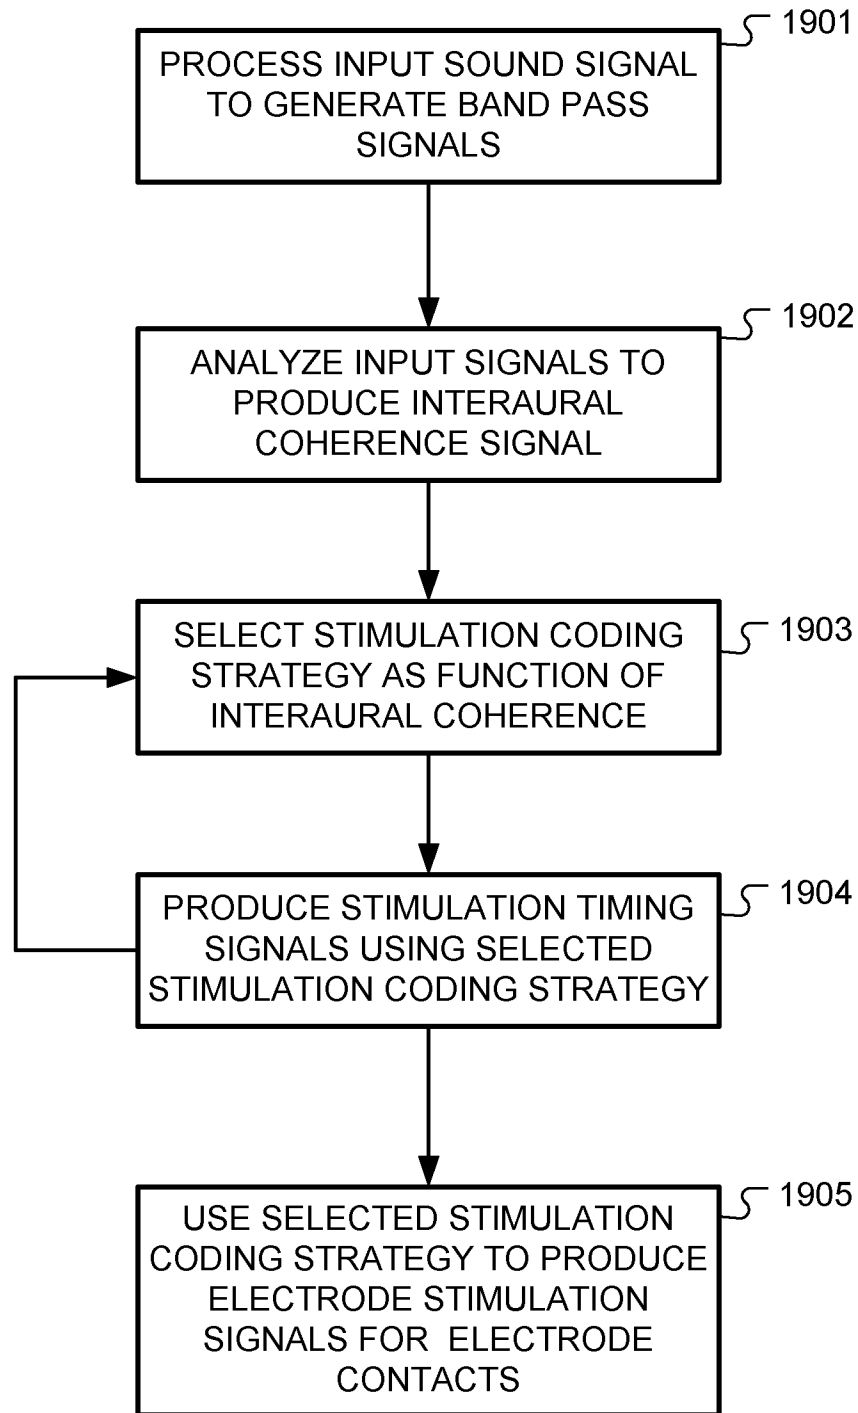 1901
PROCESS INPUT SOUND SIGNAL
TO GENERATE BAND PASS
SIGNALS
1902
ANALYZE INPUT SIGNALS TO
PRODUCE INTERAURAL
COHERENCE SIGNAL
1903
SELECT STIMULATION CODING
STRATEGY AS FUNCTION OF
INTERAURAL COHERENCE
1904
PRODUCE STIMULATION TIMING
SIGNALS USING SELECTED
STIMULATION CODING STRATEGY
1905
USE SELECTED STIMULATION
CODING STRATEGY TO PRODUCE
ELECTRODE STIMULATION
SIGNALS FOR ELECTRODE
CONTACTS